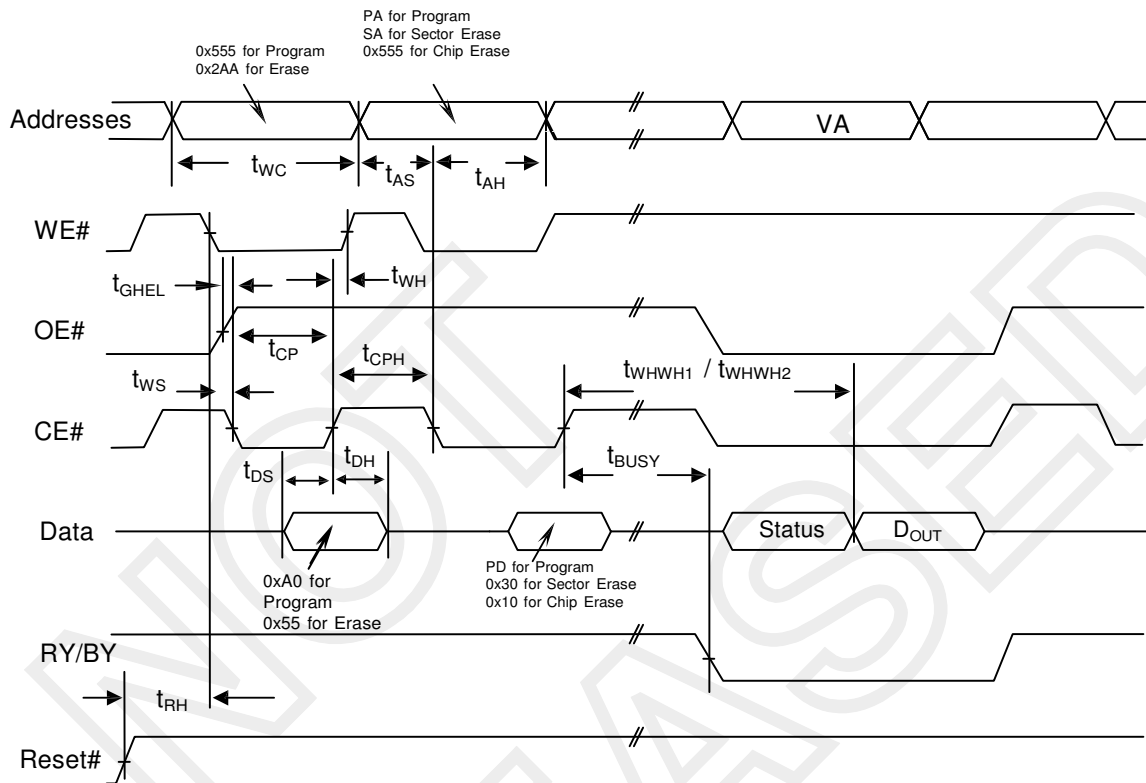 PA for Program
SA for Sector Erase
0x555 for Chip Erase
0x555 for Program
0x2AA for Erase
Addresses
VA
tWC
tAS
tAH
WE#
tGHEL
tWH
OE#
tCP
tCPH
tWHWH1 / tWHWH2
tWS
CE#
tDS
tDH
tBUSY
Data
Status
DOUT
0xA0 for
Program
0x55 for Erase
PD for Program
0x30 for Sector Erase
0x10 for Chip Erase
RY/BY
tRH
Reset#